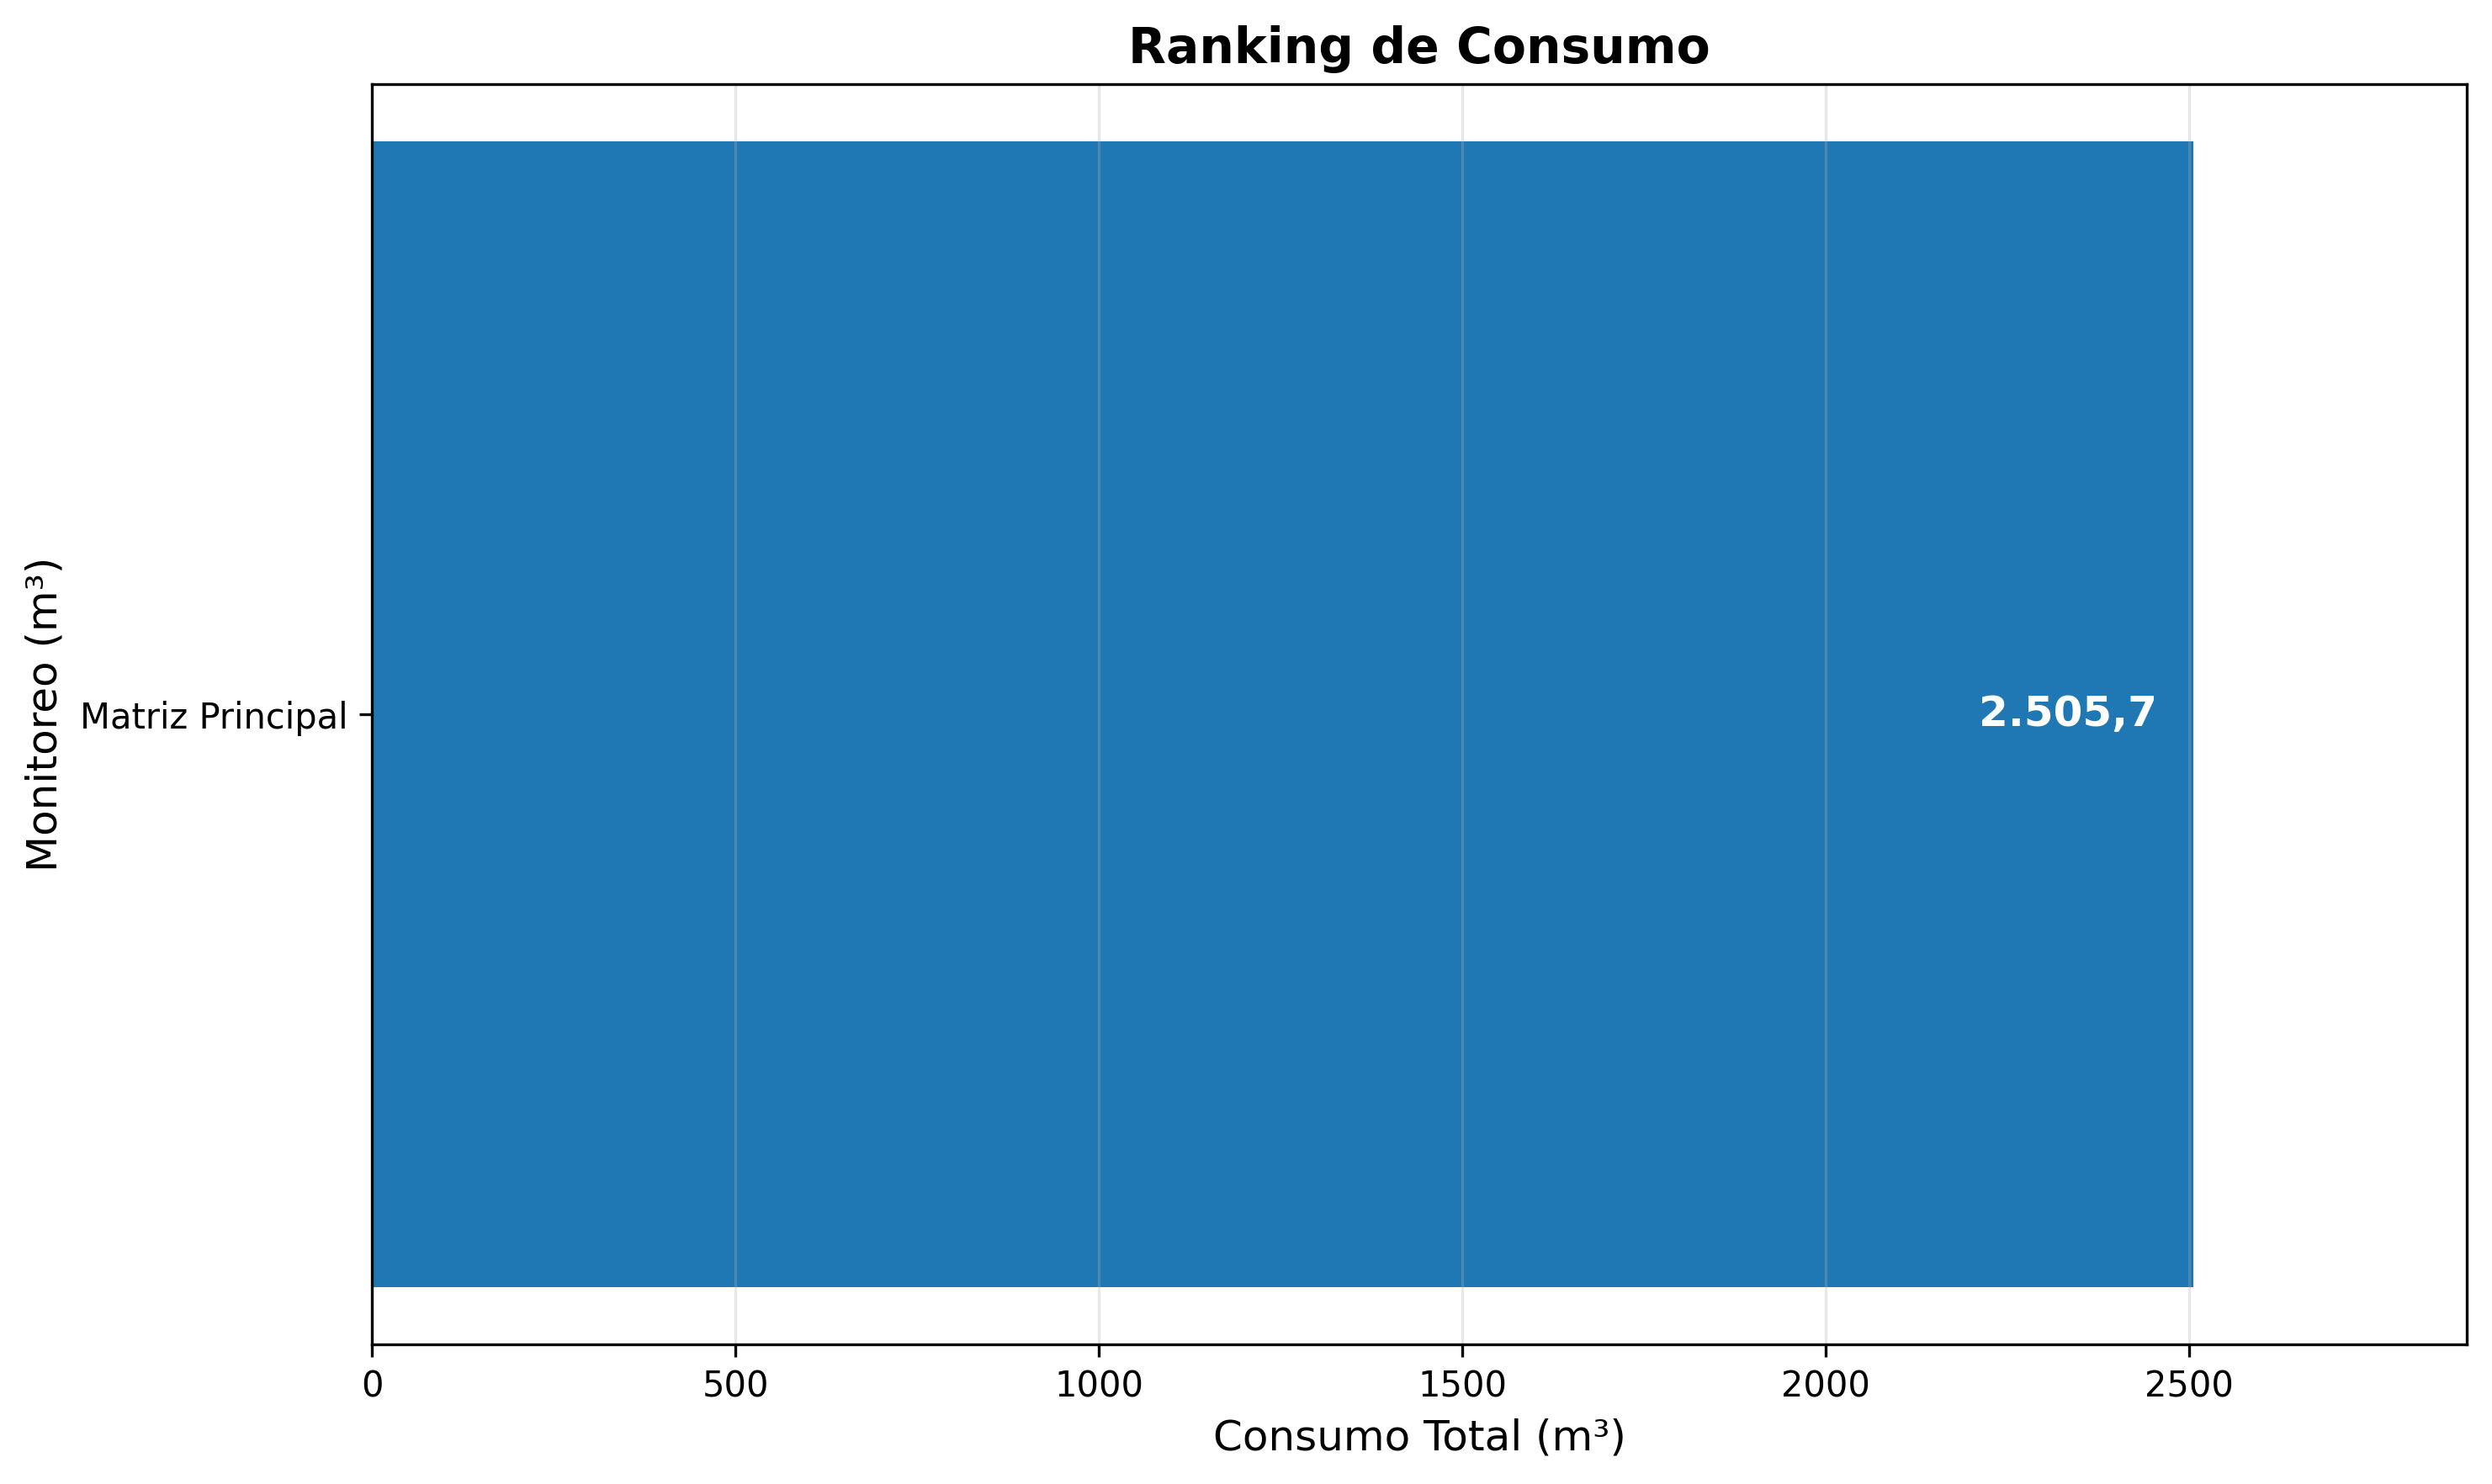 Ranking de Consumo
Monitoreo (m³)
Matriz Principal
2.505,7
0 500 1000 1500 2000 2500
Consumo Total (m³)